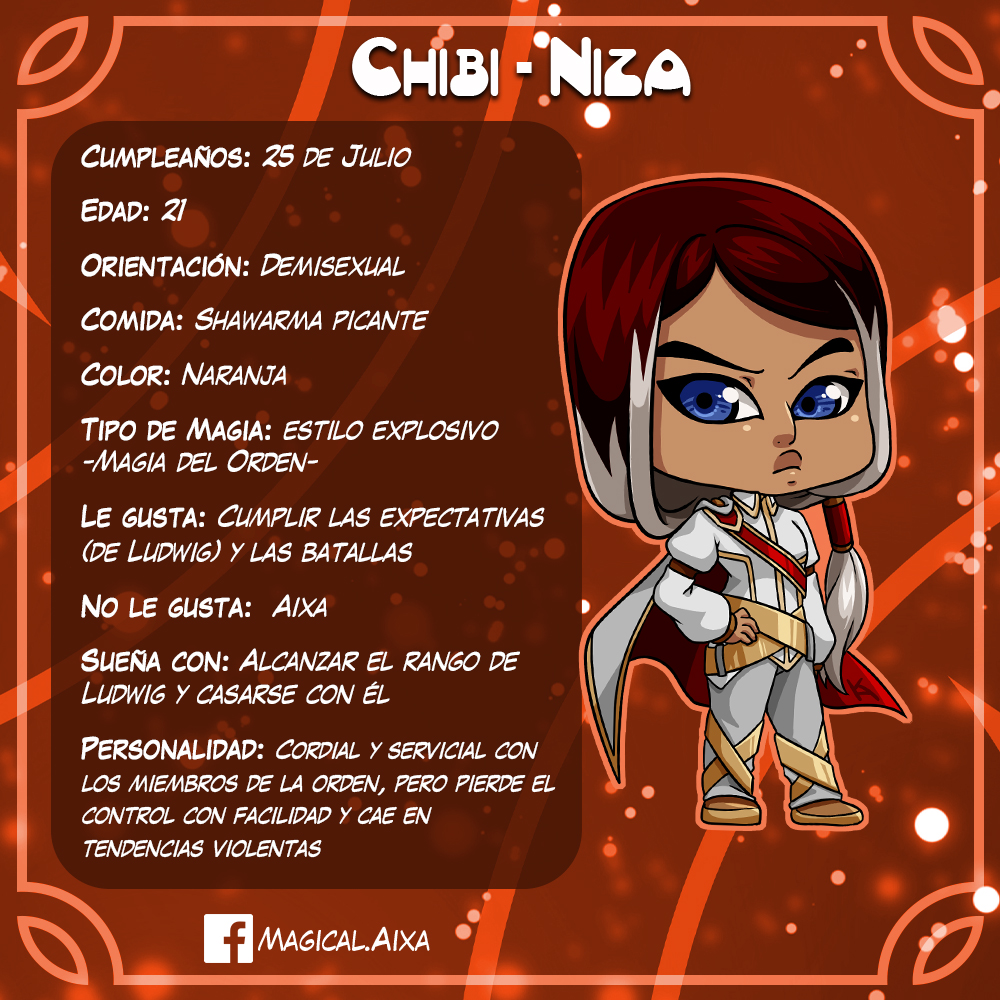 Chibi - Niza
Cumpleaños: 25 de Julio
Edad: 21
Orientación: Demisexual
Comida: Shawarma picante
Color: Naranja
Tipo de Magia: estilo explosivo
-Magia del Orden-
Le gusta: Cumplir las expectativas
(de Ludwig) y las batallas
No le gusta: Aixa
Sueña con: Alcanzar el rango de
Ludwig y casarse con él
Personalidad: Cordial y servicial con
los miembros de la orden, pero pierde el
control con facilidad y cae en
tendencias violentas
Magical.Aixa